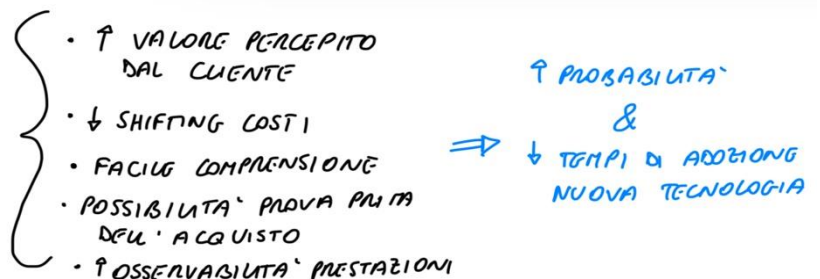 · ↑ VALORE PERCEPITO
DAL CLIENTE
· ↓ SHIFTING COSTI
· FACILE COMPRENSIONE
· POSSIBILITA` PROVA PRIMA
DELL' ACQUISTO
· ↑ OSSERVABILITA` PRESTAZIONI
⇒
↑ PROBABILITA`
&
↓ TEMPI DI ADOZIONE
NUOVA TECNOLOGIA